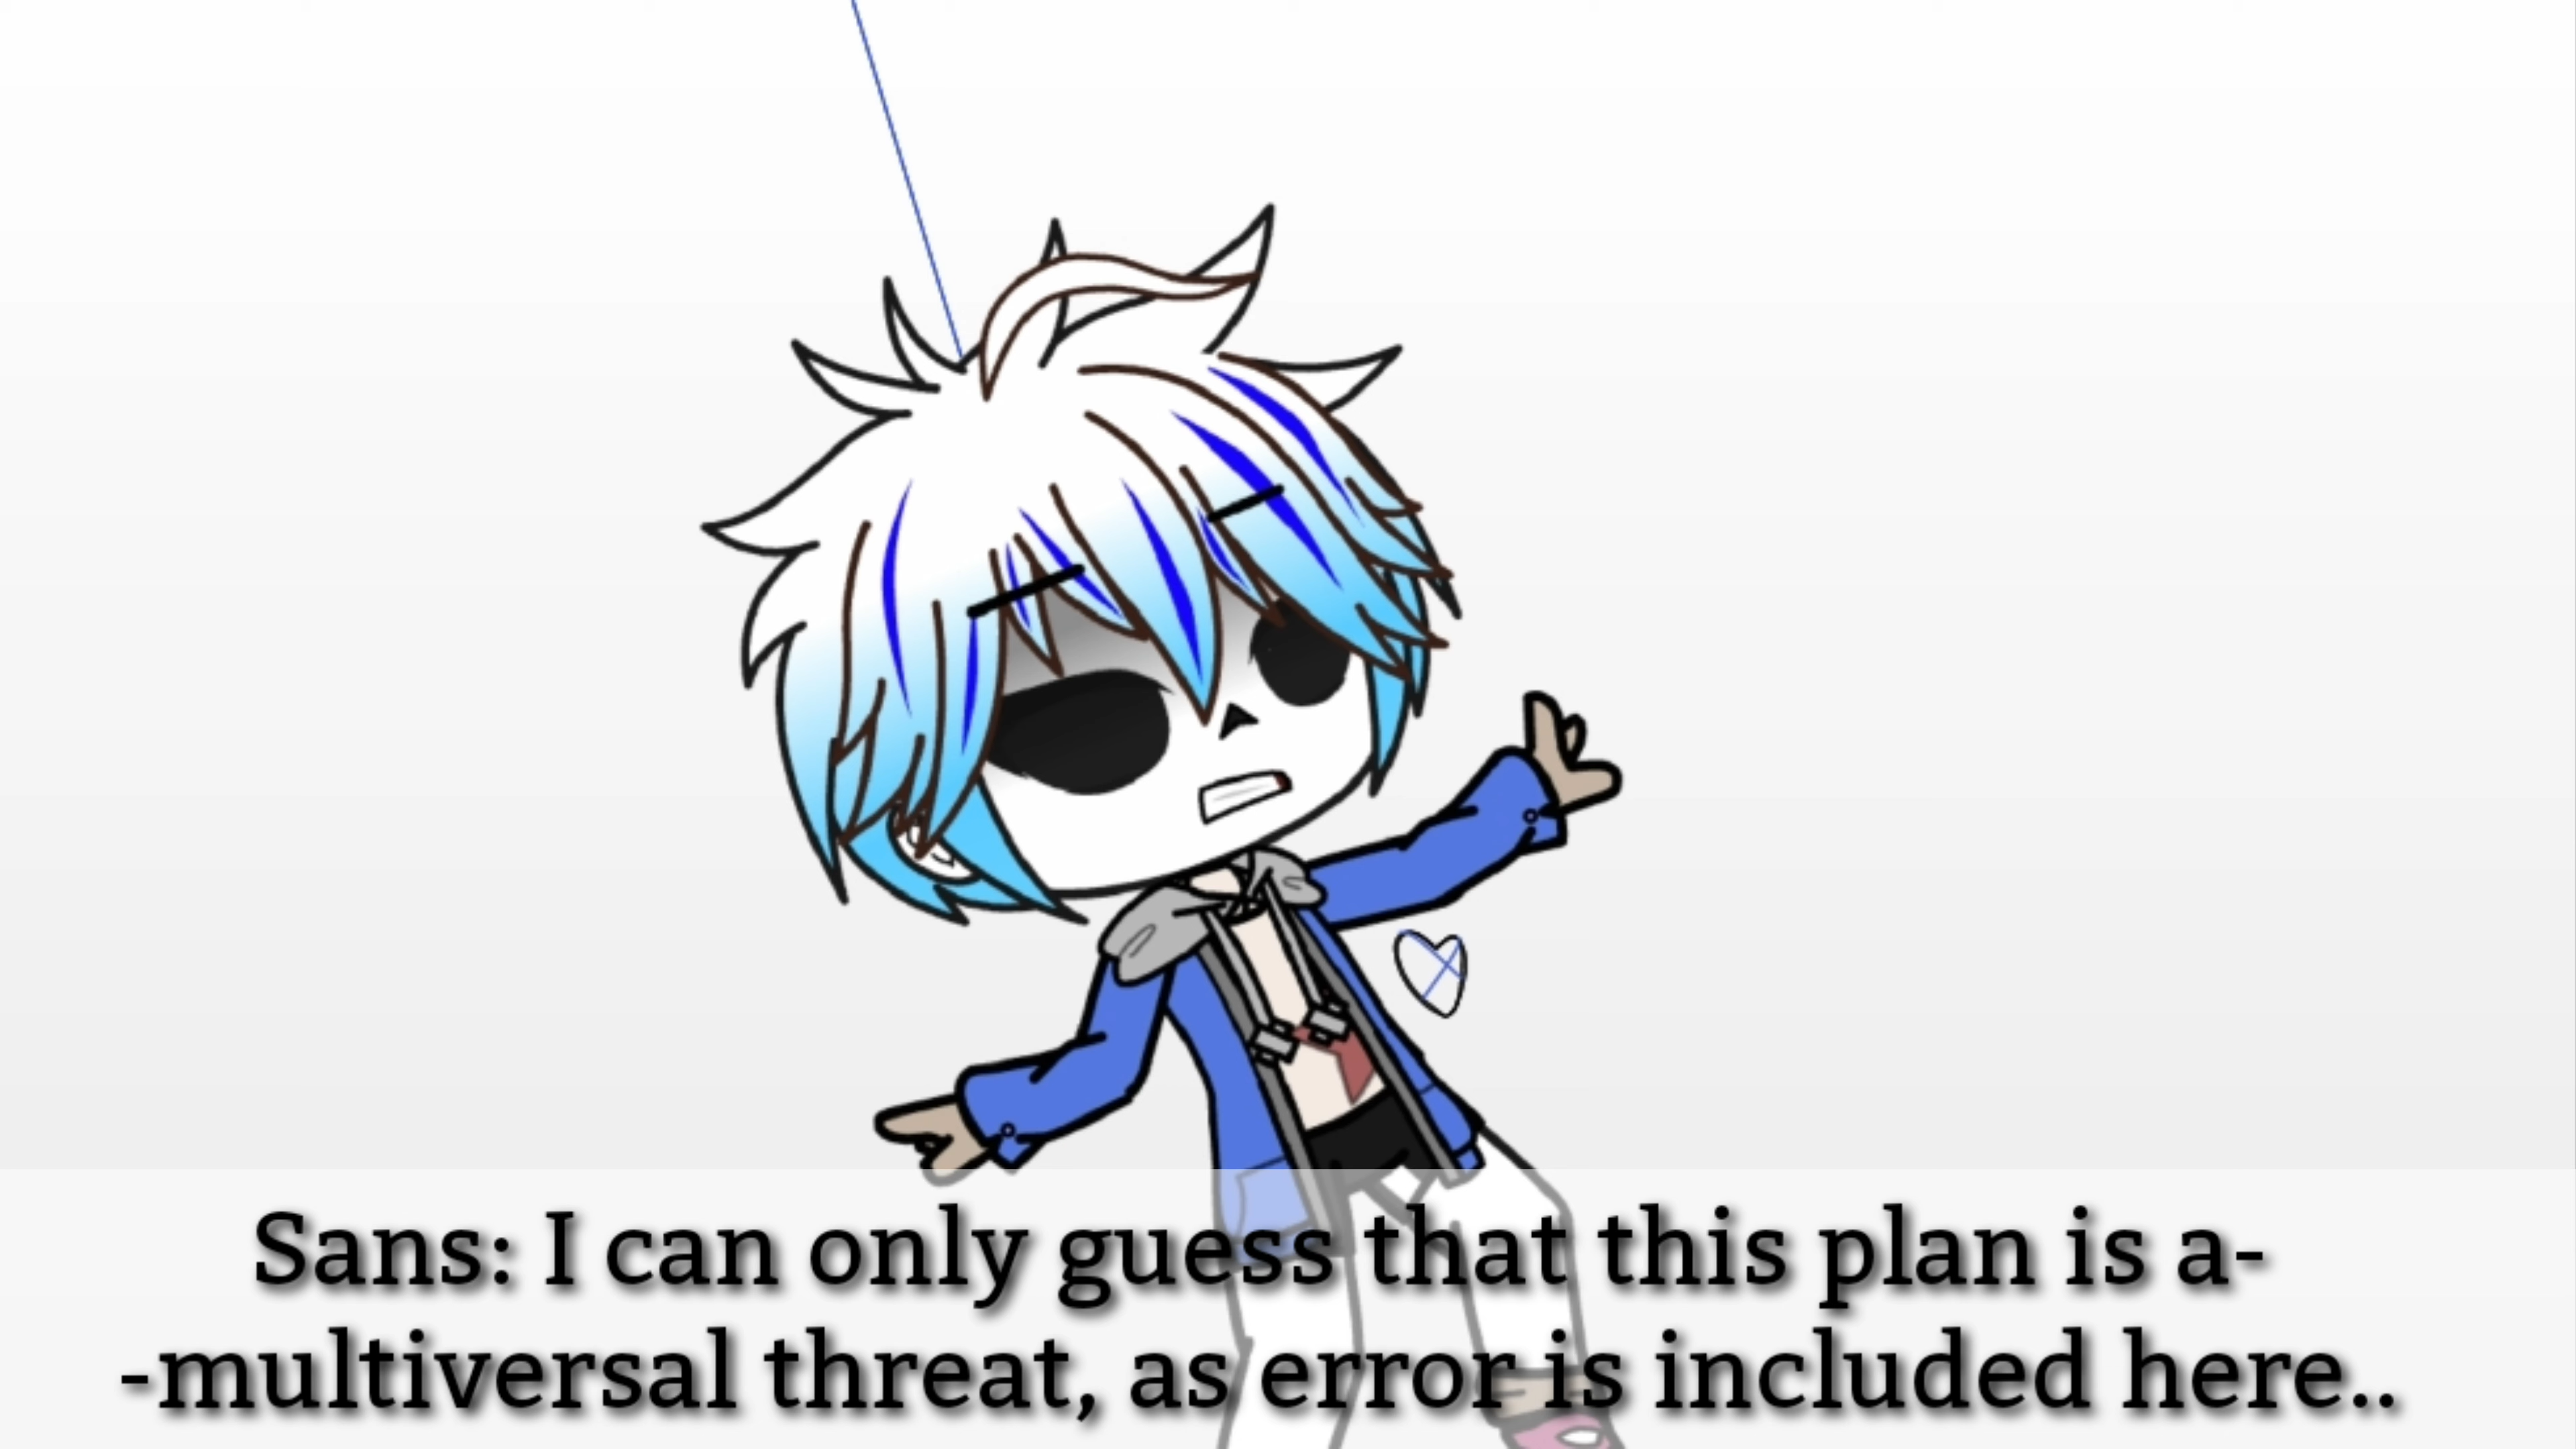 Sans: I can only guess that this plan is a-
-multiversal threat, as error is included here..